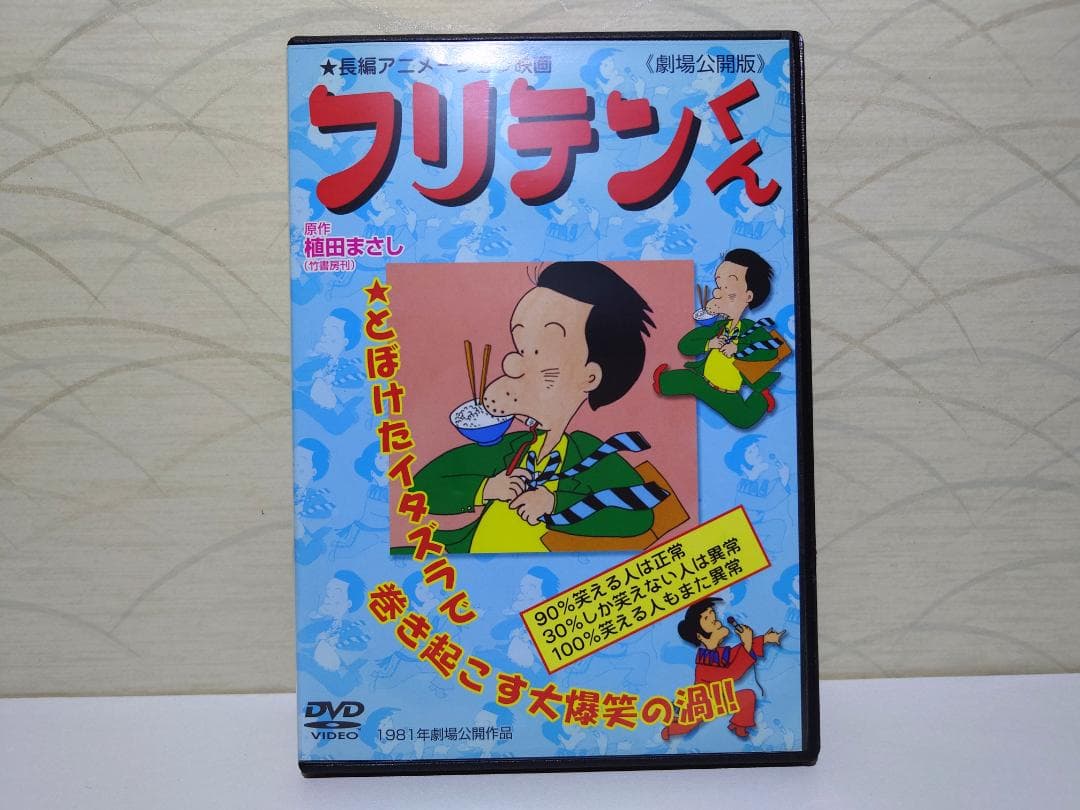 ★長編アニメーション映画
《劇場公開版》
フリテンくん
原作
植田まさし
(竹書房刊)
★とぼけたイタズラで
巻き起こす大爆笑の渦!!
90%笑える人は正常
30%しか笑えない人は異常
100%笑える人もまた異常
DVD
VIDEO
1981年劇場公開作品